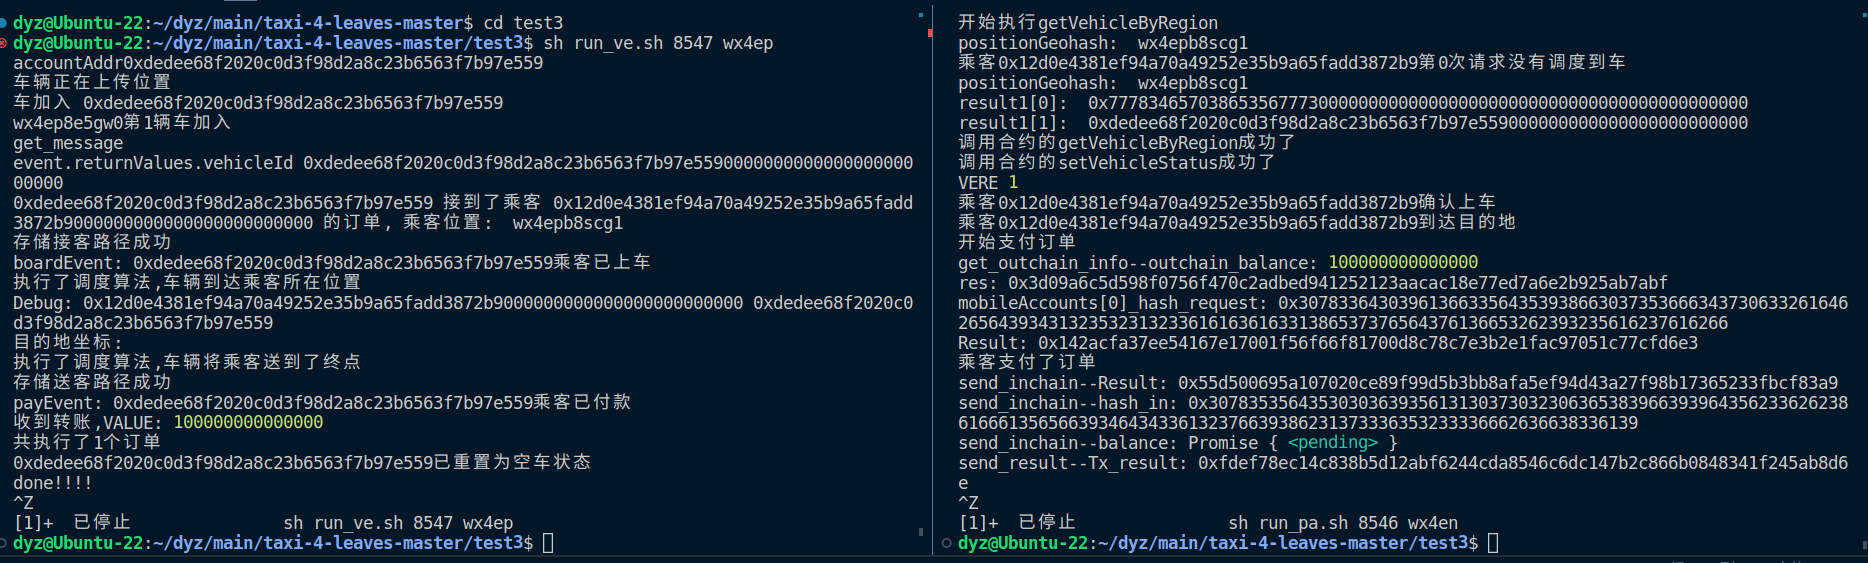 dyz@Ubuntu-22:~/dyz/main/taxi-4-leaves-master$ cd test3
dyz@Ubuntu-22:~/dyz/main/taxi-4-leaves-master/test3$ sh run_ve.sh 8547 wx4ep
accountAddr0xdedee68f2020c0d3f98d2a8c23b6563f7b97e559
车辆正在上传位置
车加入 0xdedee68f2020c0d3f98d2a8c23b6563f7b97e559
wx4ep8e5gw0第1辆车加入
get_message
event.returnValues.vehicleId 0xdedee68f2020c0d3f98d2a8c23b6563f7b97e5590000000000000000000
00000
0xdedee68f2020c0d3f98d2a8c23b6563f7b97e559 接到了乘客 0x12d0e4381ef94a70a49252e35b9a65fadd
3872b9000000000000000000000000 的订单, 乘客位置:  wx4epb8scg1
存储接客路径成功
boardEvent: 0xdedee68f2020c0d3f98d2a8c23b6563f7b97e559乘客已上车
执行了调度算法,车辆到达乘客所在位置
Debug: 0x12d0e4381ef94a70a49252e35b9a65fadd3872b9000000000000000000000000 0xdedee68f2020c0
d3f98d2a8c23b6563f7b97e559
目的地坐标:
执行了调度算法,车辆将乘客送到了终点
存储送客路径成功
payEvent: 0xdedee68f2020c0d3f98d2a8c23b6563f7b97e559乘客已付款
收到转账,VALUE: 100000000000000
共执行了1个订单
0xdedee68f2020c0d3f98d2a8c23b6563f7b97e559已重置为空车状态
done!!!!
^Z
[1]+  已停止               sh run_ve.sh 8547 wx4ep
dyz@Ubuntu-22:~/dyz/main/taxi-4-leaves-master/test3$
开始执行getVehicleByRegion
positionGeohash:  wx4epb8scg1
乘客0x12d0e4381ef94a70a49252e35b9a65fadd3872b9第0次请求没有调度到车
positionGeohash:  wx4epb8scg1
result1[0]:  0x7778346570386535677730000000000000000000000000000000000000000000
result1[1]:  0xdedee68f2020c0d3f98d2a8c23b6563f7b97e559000000000000000000000000
调用合约的getVehicleByRegion成功了
调用合约的setVehicleStatus成功了
VERE 1
乘客0x12d0e4381ef94a70a49252e35b9a65fadd3872b9确认上车
乘客0x12d0e4381ef94a70a49252e35b9a65fadd3872b9到达目的地
开始支付订单
get_outchain_info--outchain_balance: 100000000000000
res: 0x3d09a6c5d598f0756f470c2adbed941252123aacac18e77ed7a6e2b925ab7abf
mobileAccounts[0]_hash_request: 0x3078336430396136633564353938663037353666343730633261646
26564393431323532313233616163616331386537376564376136653262393235616237616266
Result: 0x142acfa37ee54167e17001f56f66f81700d8c78c7e3b2e1fac97051c77cfd6e3
乘客支付了订单
send_inchain--Result: 0x55d500695a107020ce89f99d5b3bb8afa5ef94d43a27f98b17365233fbcf83a9
send_inchain--hash_in: 0x307835356435303036393561313037303230636538396639396435623362623​8
61666135656639346434336132376639386231373336353233336662636638336139
send_inchain--balance: Promise { <pending> }
send_result--Tx_result: 0xfdef78ec14c838b5d12abf6244cda8546c6dc147b2c866b0848341f245ab8d6
e
^Z
[1]+  已停止               sh run_pa.sh 8546 wx4en
dyz@Ubuntu-22:~/dyz/main/taxi-4-leaves-master/test3$